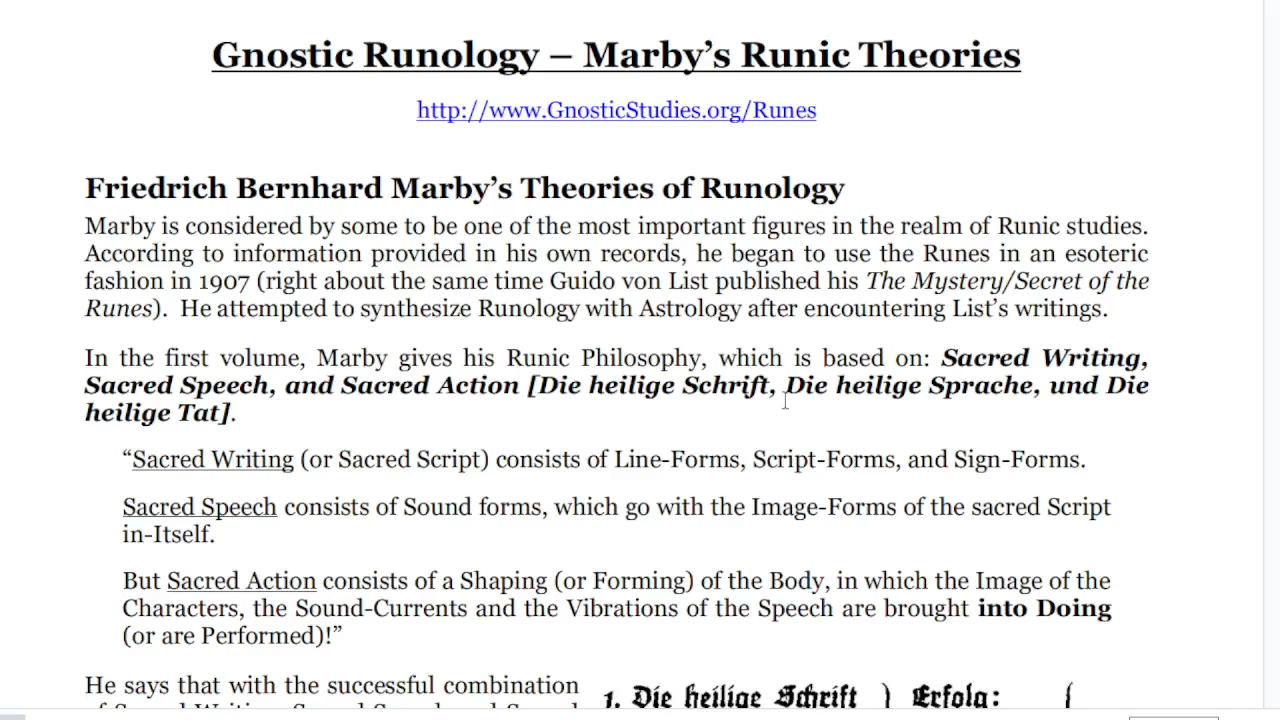 Gnostic Runology – Marby’s Runic Theories
http://www.GnosticStudies.org/Runes
Friedrich Bernhard Marby’s Theories of Runology
Marby is considered by some to be one of the most important figures in the realm of Runic studies.
According to information provided in his own records, he began to use the Runes in an esoteric
fashion in 1907 (right about the same time Guido von List published his The Mystery/Secret of the
Runes). He attempted to synthesize Runology with Astrology after encountering List’s writings.
In the first volume, Marby gives his Runic Philosophy, which is based on: Sacred Writing,
Sacred Speech, and Sacred Action [Die heilige Schrift, Die heilige Sprache, und Die
heilige Tat].
“Sacred Writing (or Sacred Script) consists of Line-Forms, Script-Forms, and Sign-Forms.
Sacred Speech consists of Sound forms, which go with the Image-Forms of the sacred Script
in-Itself.
But Sacred Action consists of a Shaping (or Forming) of the Body, in which the Image of the
Characters, the Sound-Currents and the Vibrations of the Speech are brought into Doing
(or are Performed)!”
He says that with the successful combination
1. Die heilige Schrift ) Erfolg: (